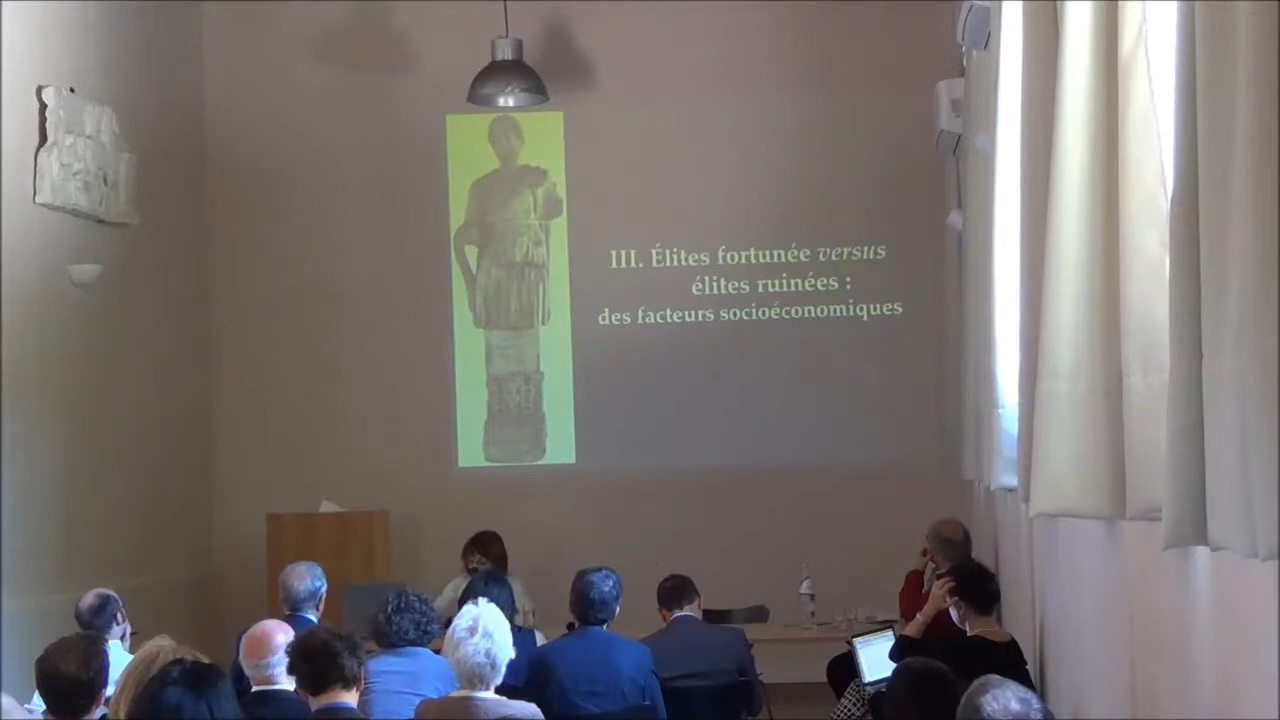 III. Élites fortunée versus
élites ruinées :
des facteurs socioéconomiques